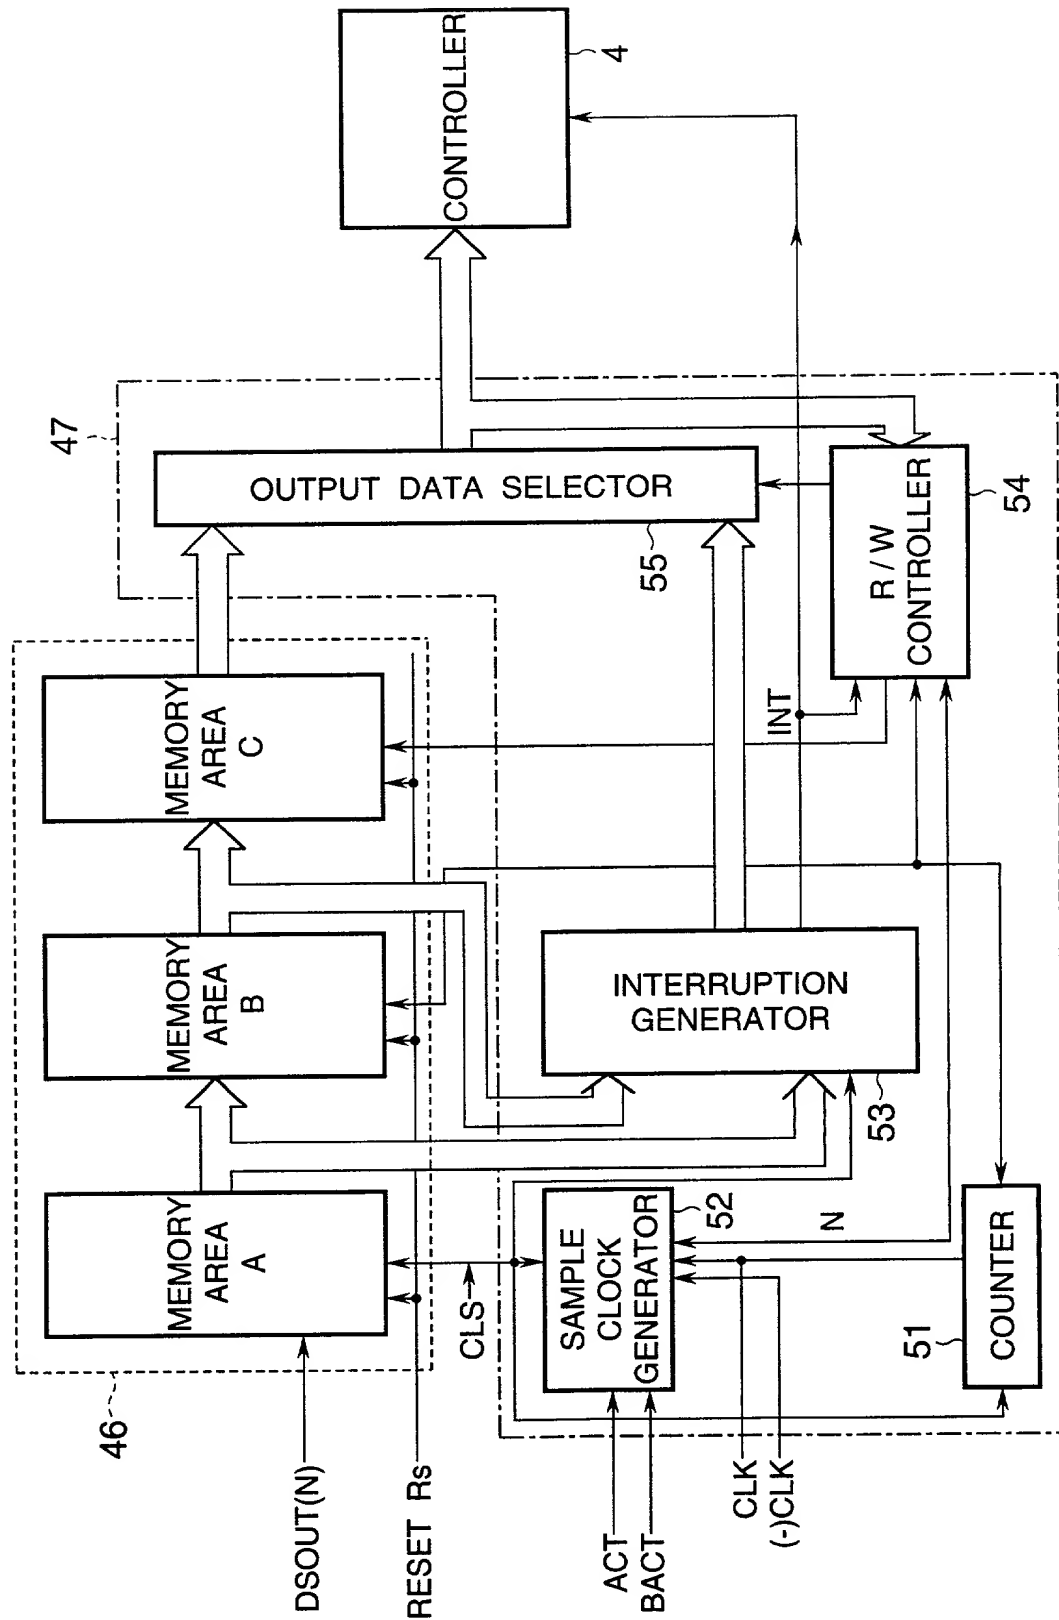 46
DSOUT(N)
RESET Rs
MEMORY
AREA
A
MEMORY
AREA
B
MEMORY
AREA
C
47
OUTPUT DATA SELECTOR
55
CONTROLLER
4
CLS
ACT
BACT
CLK
(-)CLK
SAMPLE
CLOCK
GENERATOR
52
N
INTERRUPTION
GENERATOR
53
INT
R/W
CONTROLLER
54
51
COUNTER